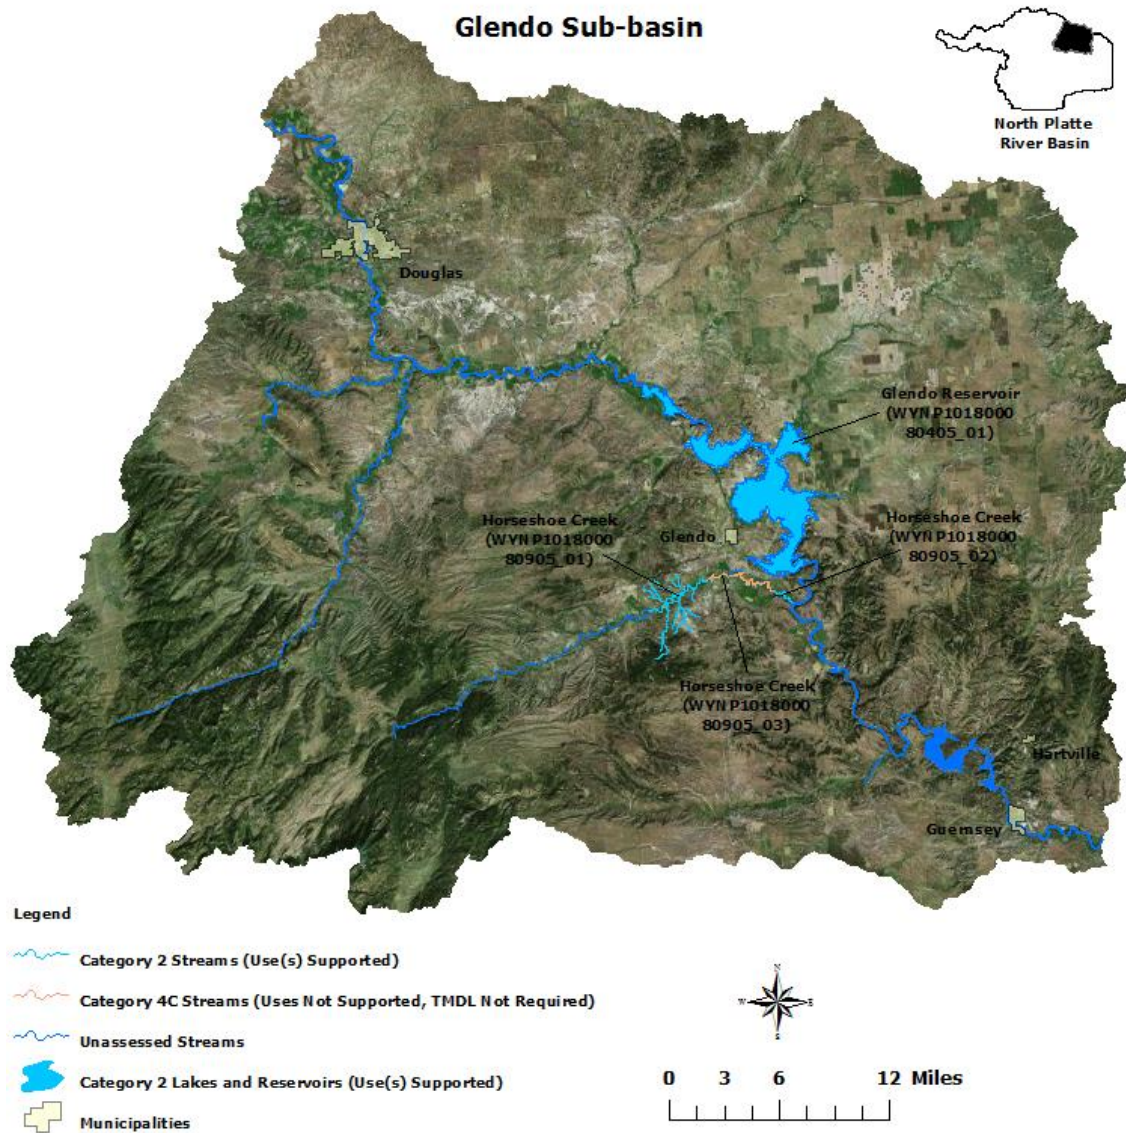 Glendo Sub-basin
North Platte
River Basin
Douglas
Glendo Reservoir
(WYNP1018000
80405_01)
Horseshoe Creek
(WYNP1018000
80905_01)
Glendo
Horseshoe Creek
(WYNP1018000
80905_02)
Horseshoe Creek
(WYNP1018000
80905_03)
Hartville
Guernsey
Legend
Category 2 Streams (Use(s) Supported)
Category 4C Streams (Uses Not Supported, TMDL Not Required)
Unassessed Streams
Category 2 Lakes and Reservoirs (Use(s) Supported)
Municipalities
N
W E
S
0 3 6 12 Miles